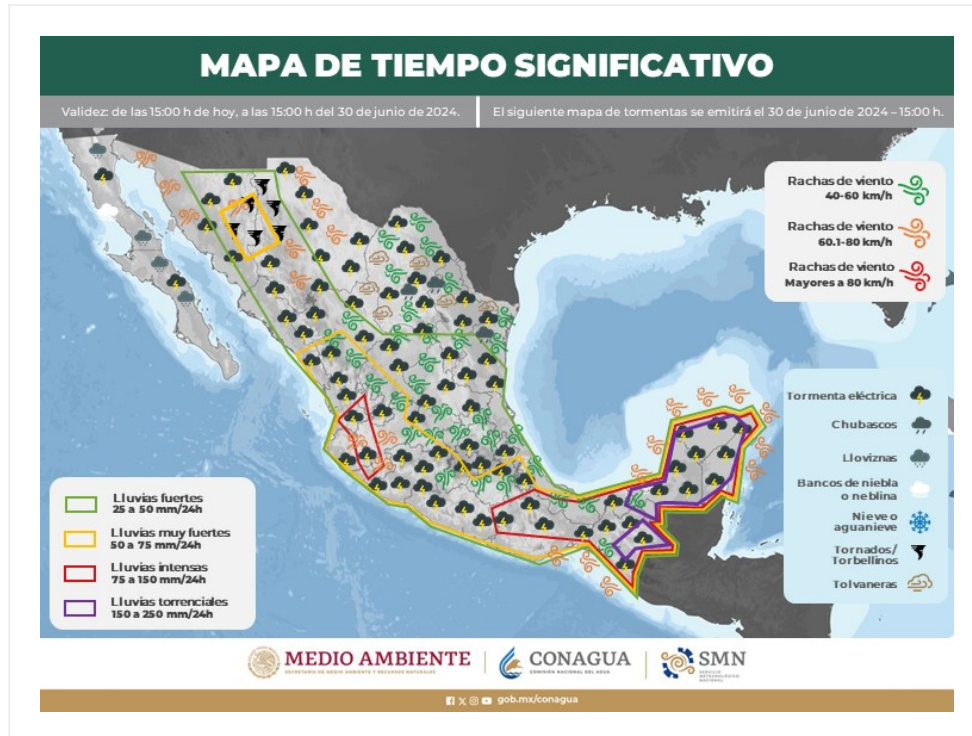 MAPA DE TIEMPO SIGNIFICATIVO
Validez: de las 15:00 h de hoy, a las 15:00 h del 30 de junio de 2024.
El siguiente mapa de tormentas se emitirá el 30 de junio de 2024 – 15:00 h.
Rachas de viento
40-60 km/h
Rachas de viento
60.1-80 km/h
Rachas de viento
Mayores a 80 km/h
Tormenta eléctrica
Chubascos
Lloviznas
Bancos de niebla
o neblina
Nieve o
aguanieve
Tornados/
Torbellinos
Tolvaneras
Lluvias fuertes
25 a 50 mm/24h
Lluvias muy fuertes
50 a 75 mm/24h
Lluvias intensas
75 a 150 mm/24h
Lluvias torrenciales
150 a 250 mm/24h
MEDIO AMBIENTE
SECRETARÍA DE MEDIO AMBIENTE Y RECURSOS NATURALES
CONAGUA
COMISIÓN NACIONAL DEL AGUA
SMN
SERVICIO
METEOROLÓGICO
NACIONAL
gob.mx/conagua